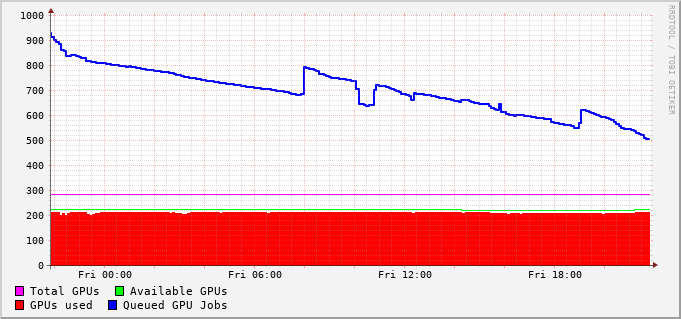 1000
900
800
700
600
500
400
300
200
100
0
Fri 00:00 Fri 06:00 Fri 12:00 Fri 18:00
Total GPUs Available GPUs
GPUs used Queued GPU Jobs
RRDTOOL / TOBI OETIKER